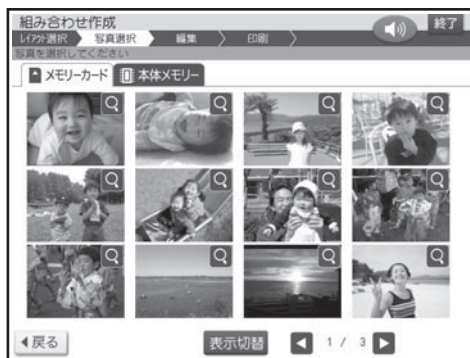 組み合わせ作成
終了
ﾚｲｱｳﾄ選択 写真選択 編集 印刷
写真を選択してください
メモリーカード 本体メモリー
戻る
表示切替
1 / 3